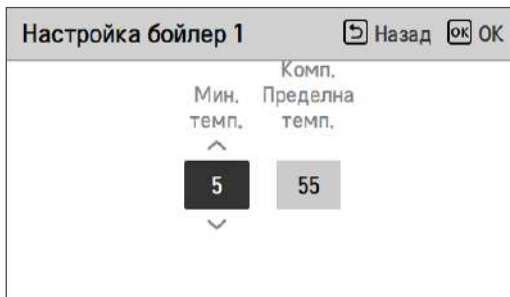 Настройка бойлер 1 Назад OK OK
Комп.
Мин. Пределна
темп. темп.
5 55